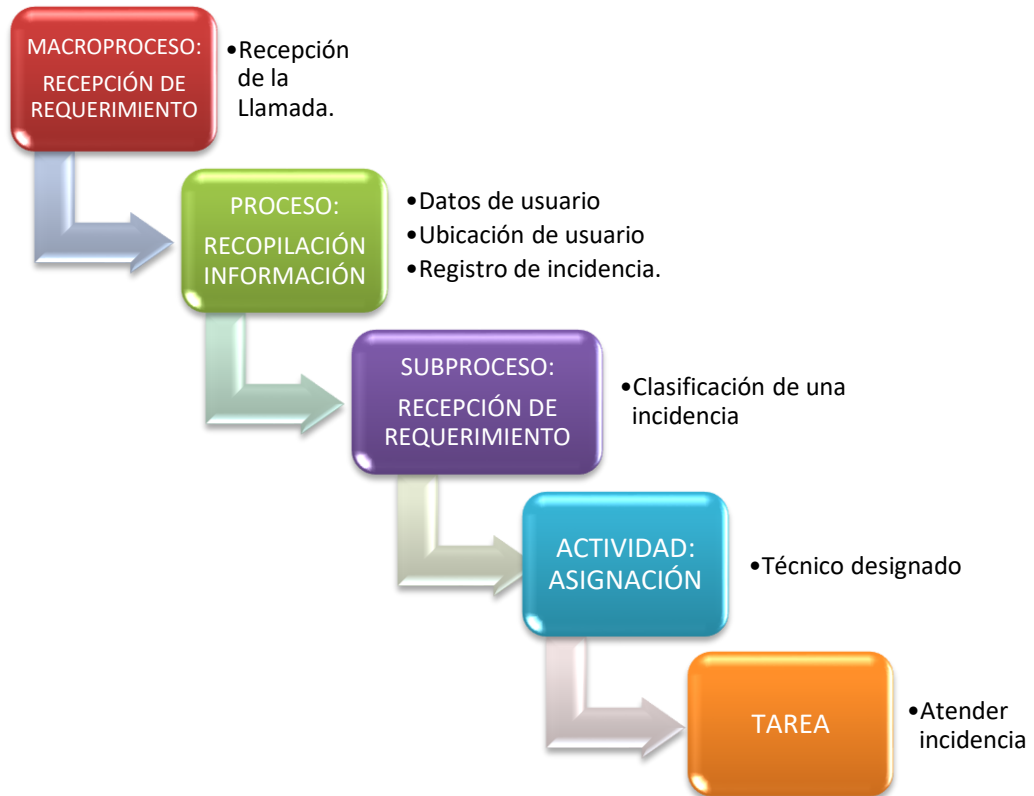 MACROPROCESO:
RECEPCIÓN DE
REQUERIMIENTO
•Recepción
de la
Llamada.
PROCESO:
RECOPILACIÓN
INFORMACIÓN
•Datos de usuario
•Ubicación de usuario
•Registro de incidencia.
SUBPROCESO:
RECEPCIÓN DE
REQUERIMIENTO
•Clasificación de una
incidencia
ACTIVIDAD:
ASIGNACIÓN
•Técnico designado
TAREA
•Atender
incidencia